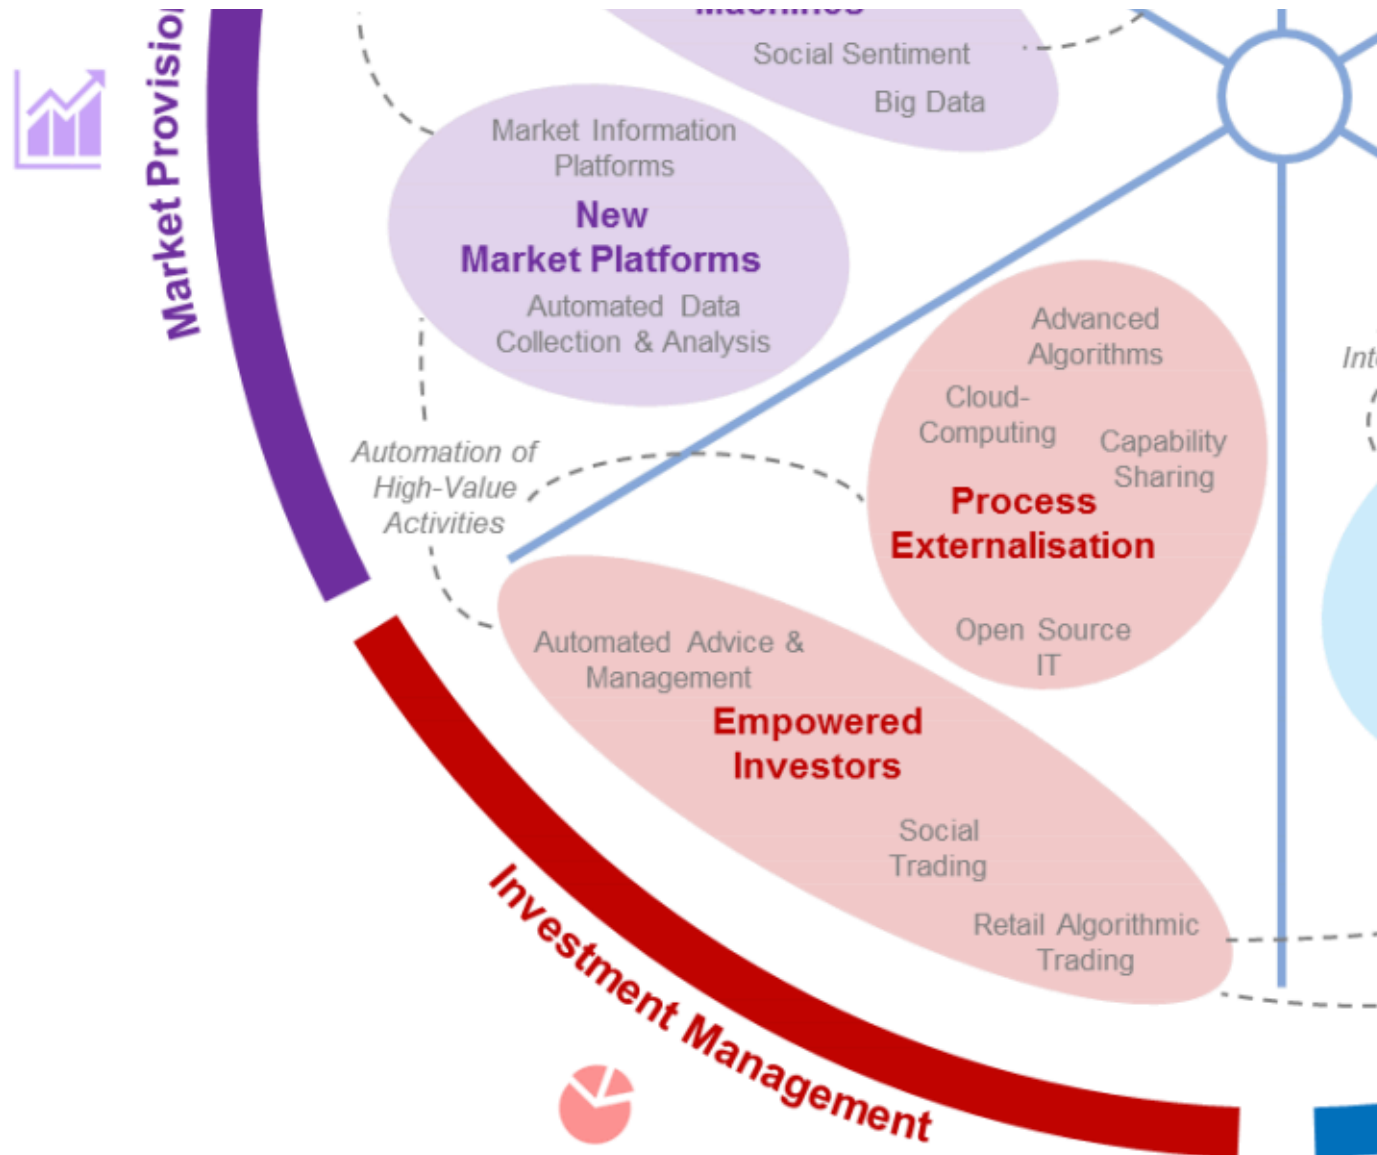 Machines
Social Sentiment
Big Data
Market Provision
Market Information
Platforms
New
Market Platforms
Automated Data
Collection & Analysis
Automation of
High-Value
Activities
Advanced
Algorithms
Cloud-
Computing
Capability
Sharing
Process
Externalisation
Open Source
IT
Automated Advice &
Management
Empowered
Investors
Social
Trading
Retail Algorithmic
Trading
Investment Management